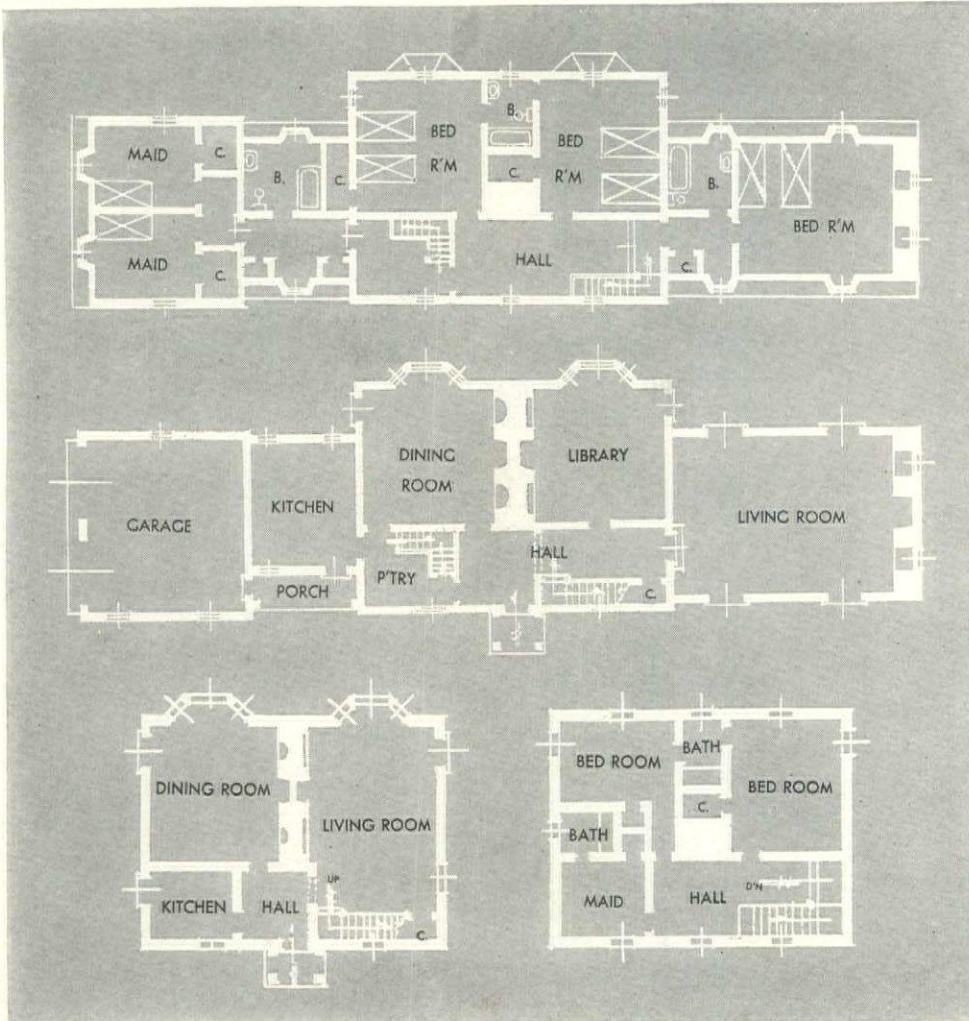 MAID
C.
B.
C.
BED
R'M
B.
C.
BED
R'M
B.
BED R'M
MAID
C.
HALL
C.
DINING
ROOM
LIBRARY
GARAGE
KITCHEN
LIVING ROOM
HALL
P'TRY
PORCH
C.
DINING ROOM
LIVING ROOM
UP
KITCHEN
HALL
C.
BED ROOM
BATH
BED ROOM
C.
BATH
MAID
HALL
D'N